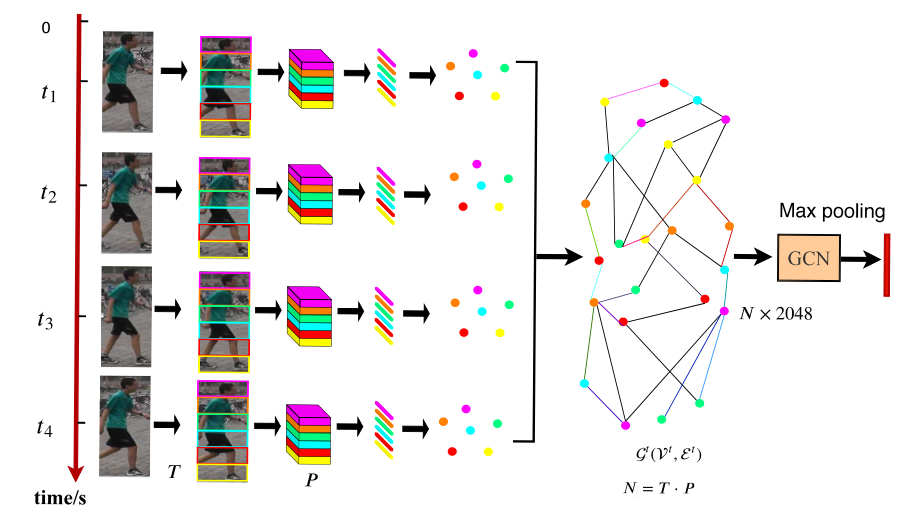 0
t1
t2
t3
t4
time/s
T
P
Max pooling
GCN
N × 2048
𝒢ᵗ(𝒱ᵗ, ℰᵗ)
N = T · P